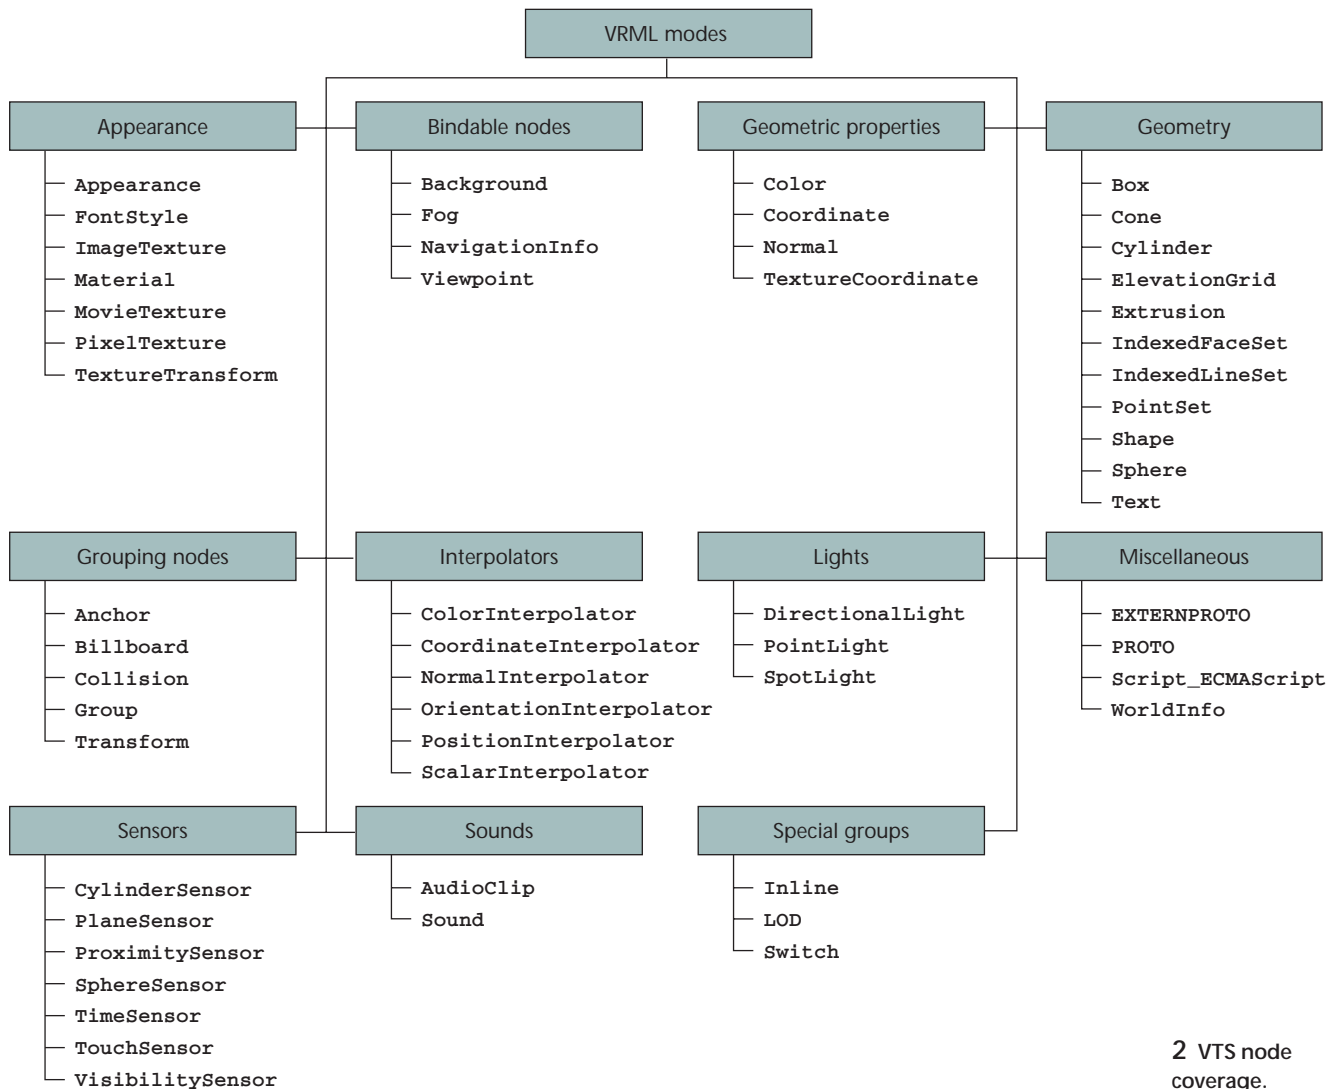 VRML modes
Appearance
Appearance
FontStyle
ImageTexture
Material
MovieTexture
PixelTexture
TextureTransform
Bindable nodes
Background
Fog
NavigationInfo
Viewpoint
Geometric properties
Color
Coordinate
Normal
TextureCoordinate
Geometry
Box
Cone
Cylinder
ElevationGrid
Extrusion
IndexedFaceSet
IndexedLineSet
PointSet
Shape
Sphere
Text
Grouping nodes
Anchor
Billboard
Collision
Group
Transform
Interpolators
ColorInterpolator
CoordinateInterpolator
NormalInterpolator
OrientationInterpolator
PositionInterpolator
ScalarInterpolator
Lights
DirectionalLight
PointLight
SpotLight
Miscellaneous
EXTERNPROTO
PROTO
Script_ECMAScript
WorldInfo
Sensors
CylinderSensor
PlaneSensor
ProximitySensor
SphereSensor
TimeSensor
TouchSensor
VisibilitySensor
Sounds
AudioClip
Sound
Special groups
Inline
LOD
Switch
2 VTS node
coverage.